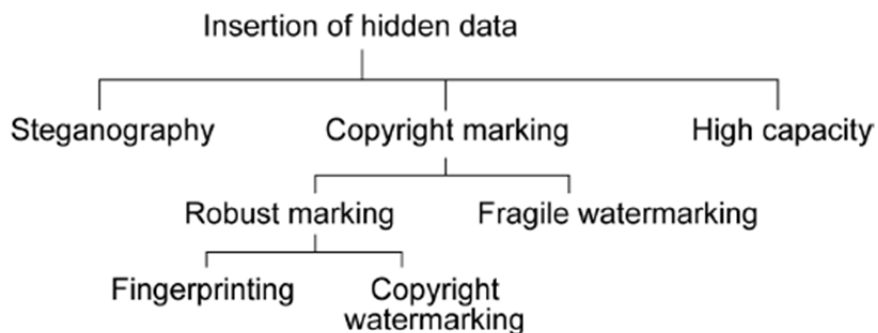 Insertion of hidden data
Steganography Copyright marking High capacity
Robust marking Fragile watermarking
Fingerprinting Copyright
watermarking